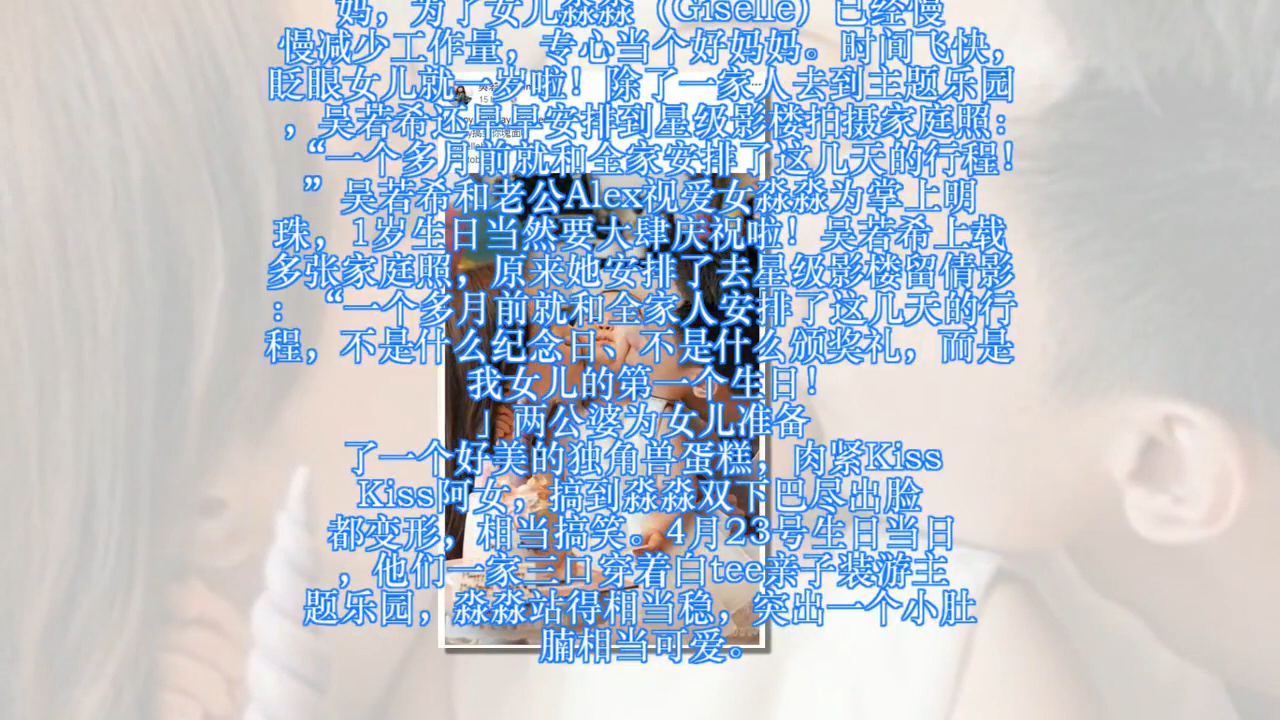 妈，为了女儿淼淼（Giselle）已经慢
慢减少工作量，专心当个好妈妈。时间飞快，
眨眼女儿就一岁啦！除了一家人去到主题乐园
，吴若希还早早安排到星级影楼拍摄家庭照：
“一个多月前就和全家安排了这几天的行程！
”吴若希和老公Alex视爱女淼淼为掌上明
珠，1岁生日当然要大肆庆祝啦！吴若希上载
多张家庭照，原来她安排了去星级影楼留倩影
：“一个多月前就和全家人安排了这几天的行
程，不是什么纪念日、不是什么颁奖礼，而是
我女儿的第一个生日！
」两公婆为女儿准备
了一个好美的独角兽蛋糕，肉紧Kiss
Kiss阿女，搞到淼淼双下巴尽出脸
都变形，相当搞笑。4月23号生日当日
，他们一家三口穿着白tee亲子装游主
题乐园，淼淼站得相当稳，突出一个小肚
腩相当可爱。